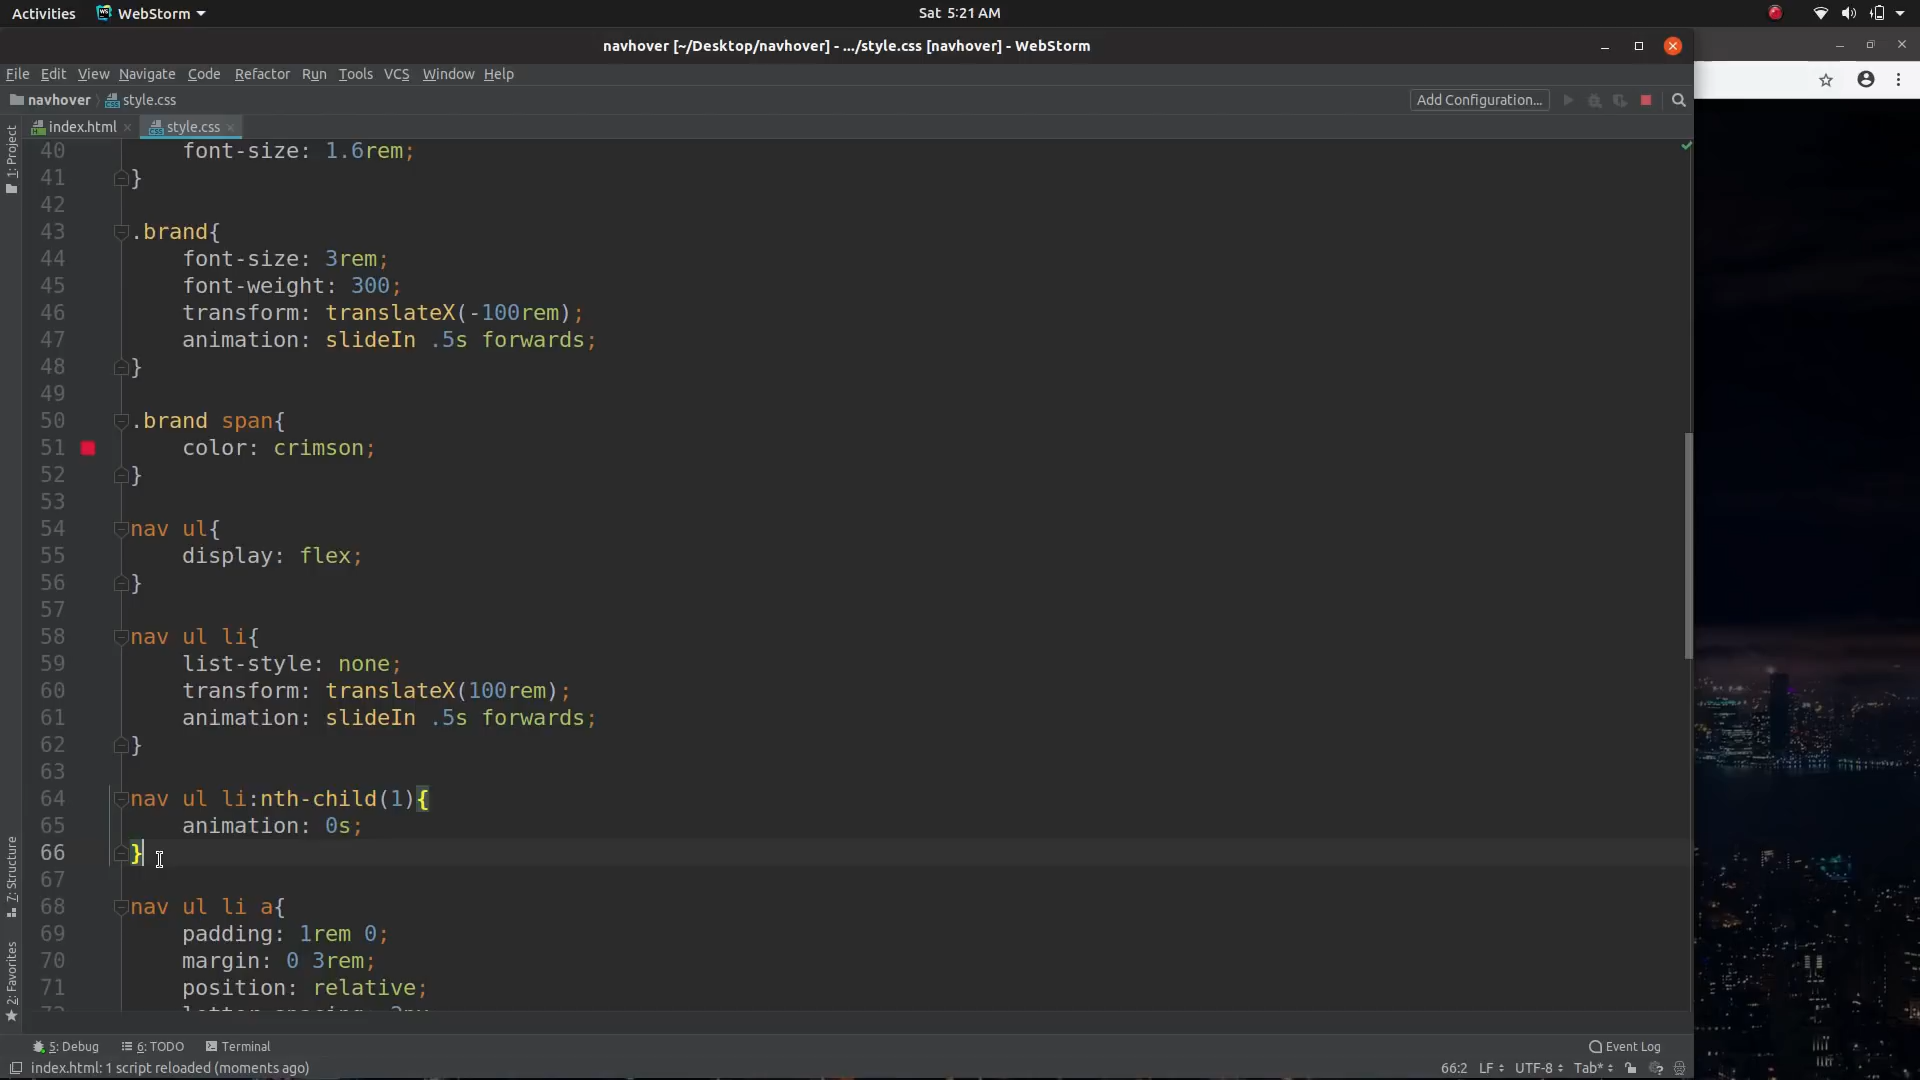 Activities WebStorm Sat 5:21 AM
navhover [~/Desktop/navhover] - .../style.css [navhover] - WebStorm
File Edit View Navigate Code Refactor Run Tools VCS Window Help
navhover style.css Add Configuration...
index.html style.css
1: Project
40 font-size: 1.6rem;
41 }
42
43 .brand{
44 font-size: 3rem;
45 font-weight: 300;
46 transform: translateX(-100rem);
47 animation: slideIn .5s forwards;
48 }
49
50 .brand span{
51 color: crimson;
52 }
53
54 nav ul{
55 display: flex;
56 }
57
58 nav ul li{
59 list-style: none;
60 transform: translateX(100rem);
61 animation: slideIn .5s forwards;
62 }
63
64 nav ul li:nth-child(1){
65 animation: 0s;
66 }
67
68 nav ul li a{
69 padding: 1rem 0;
70 margin: 0 3rem;
71 position: relative;
7: Structure
2: Favorites
5: Debug 6: TODO Terminal Event Log
index.html: 1 script reloaded (moments ago) 66:2 LF UTF-8 Tab*